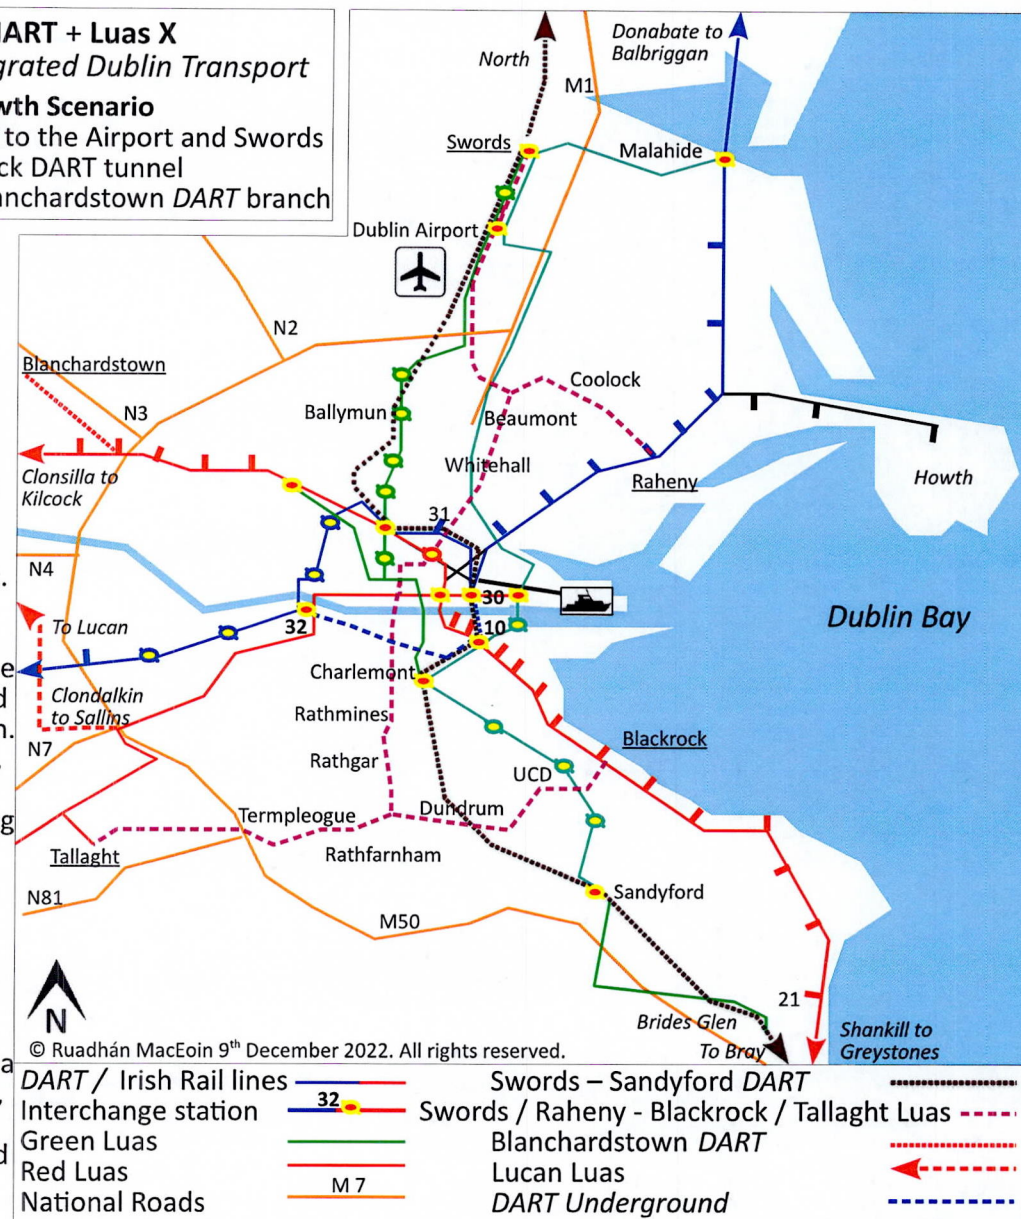 DART + Luas X
grated Dublin Transport
wth Scenario
to the Airport and Swords
ck DART tunnel
anchardstown DART branch
North
Donabate to
Balbriggan
M1
Swords
Malahide
Dublin Airport
N2
Blanchardstown
N3
Coolock
Ballymun
Beaumont
Whitehall
Clonsilla to
Kilcock
Raheny
Howth
31
N4
30
To Lucan
32
10
Dublin Bay
Charlemont
Clondalkin
to Sallins
Rathmines
N7
Rathgar
Blackrock
UCD
Termpleogue
Dundrum
Tallaght
Rathfarnham
N81
Sandyford
M50
21
N
Brides Glen
To Bray
Shankill to
Greystones
© Ruadhán MacEoin 9th December 2022. All rights reserved.
DART / Irish Rail lines
Swords – Sandyford DART
Interchange station
32
Swords / Raheny - Blackrock / Tallaght Luas
Green Luas
Blanchardstown DART
Red Luas
Lucan Luas
National Roads
M 7
DART Underground